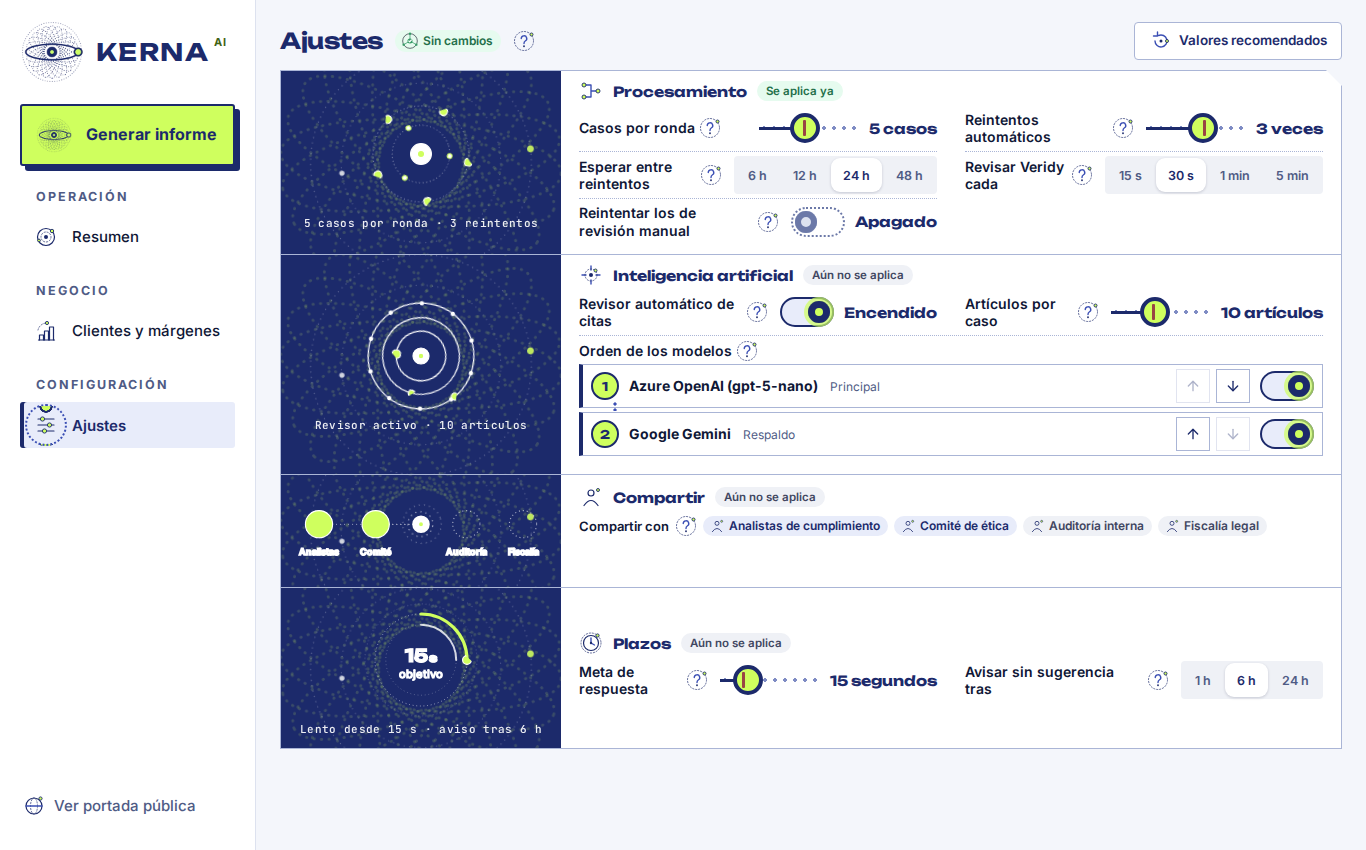 KERNA AI
Generar informe
OPERACIÓN
Resumen
NEGOCIO
Clientes y márgenes
CONFIGURACIÓN
Ajustes
Ver portada pública
Ajustes
Sin cambios
?
Valores recomendados
5 casos por ronda · 3 reintentos
Procesamiento
Se aplica ya
Casos por ronda ?
5 casos
Reintentos
automáticos
?
3 veces
Esperar entre
reintentos
?
6 h 12 h 24 h 48 h
Revisar Veridy
cada
?
15 s 30 s 1 min 5 min
Reintentar los de
revisión manual
?
Apagado
Revisor activo · 10 artículos
Inteligencia artificial
Aún no se aplica
Revisor automático de
citas
?
Encendido
Artículos por
caso
?
10 artículos
Orden de los modelos ?
1 Azure OpenAI (gpt-5-nano) Principal
2 Google Gemini Respaldo
Analistas Comité Auditoría Fiscalía
Compartir
Aún no se aplica
Compartir con ? Analistas de cumplimiento Comité de ética Auditoría interna Fiscalía legal
15s
objetivo
Lento desde 15 s · aviso tras 6 h
Plazos
Aún no se aplica
Meta de
respuesta
?
15 segundos
Avisar sin sugerencia
tras
?
1 h 6 h 24 h